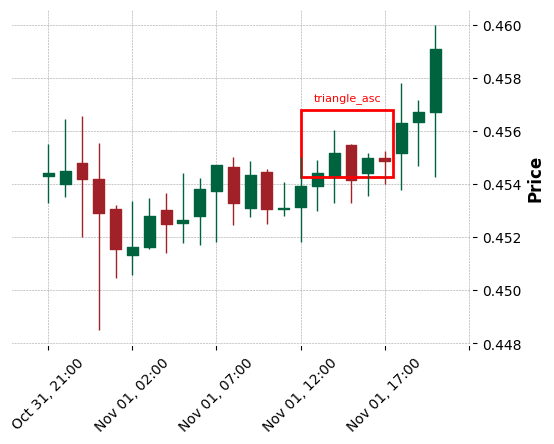 triangle_asc
0.460
0.458
0.456
0.454
0.452
0.450
0.448
Price
Oct 31, 21:00
Nov 01, 02:00
Nov 01, 07:00
Nov 01, 12:00
Nov 01, 17:00